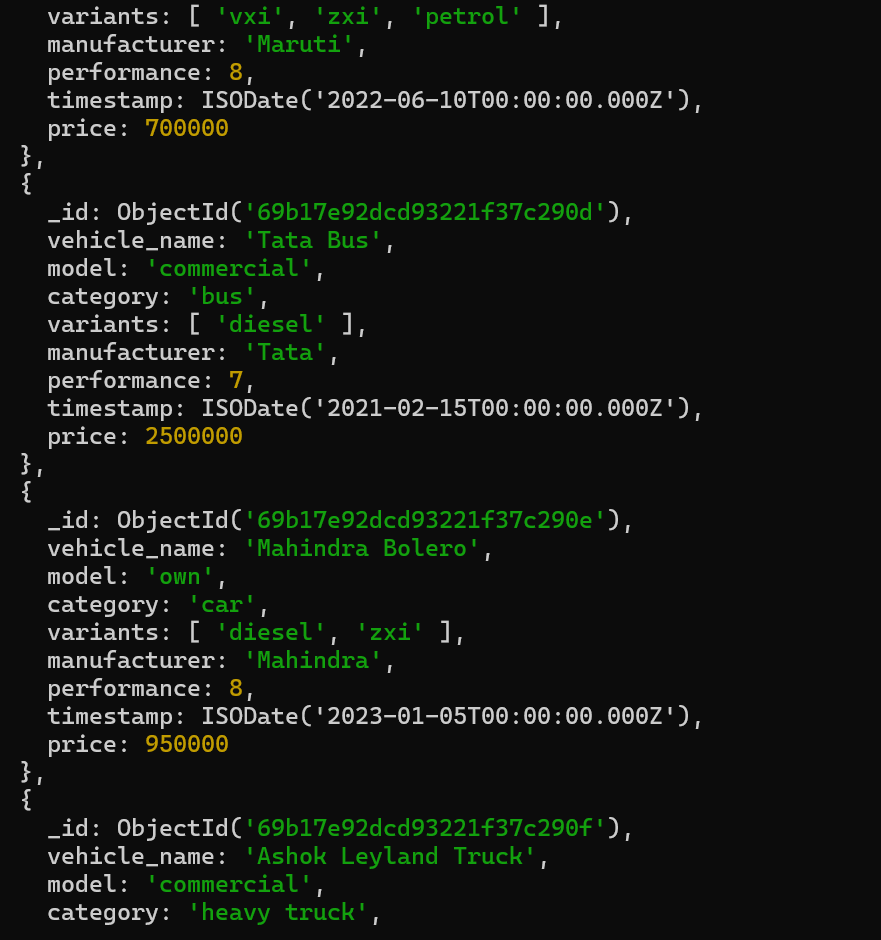 variants: [ 'vxi', 'zxi', 'petrol' ],
manufacturer: 'Maruti',
performance: 8,
timestamp: ISODate('2022-06-10T00:00:00.000Z'),
price: 700000
},
{
_id: ObjectId('69b17e92dcd93221f37c290d'),
vehicle_name: 'Tata Bus',
model: 'commercial',
category: 'bus',
variants: [ 'diesel' ],
manufacturer: 'Tata',
performance: 7,
timestamp: ISODate('2021-02-15T00:00:00.000Z'),
price: 2500000
},
{
_id: ObjectId('69b17e92dcd93221f37c290e'),
vehicle_name: 'Mahindra Bolero',
model: 'own',
category: 'car',
variants: [ 'diesel', 'zxi' ],
manufacturer: 'Mahindra',
performance: 8,
timestamp: ISODate('2023-01-05T00:00:00.000Z'),
price: 950000
},
{
_id: ObjectId('69b17e92dcd93221f37c290f'),
vehicle_name: 'Ashok Leyland Truck',
model: 'commercial',
category: 'heavy truck',